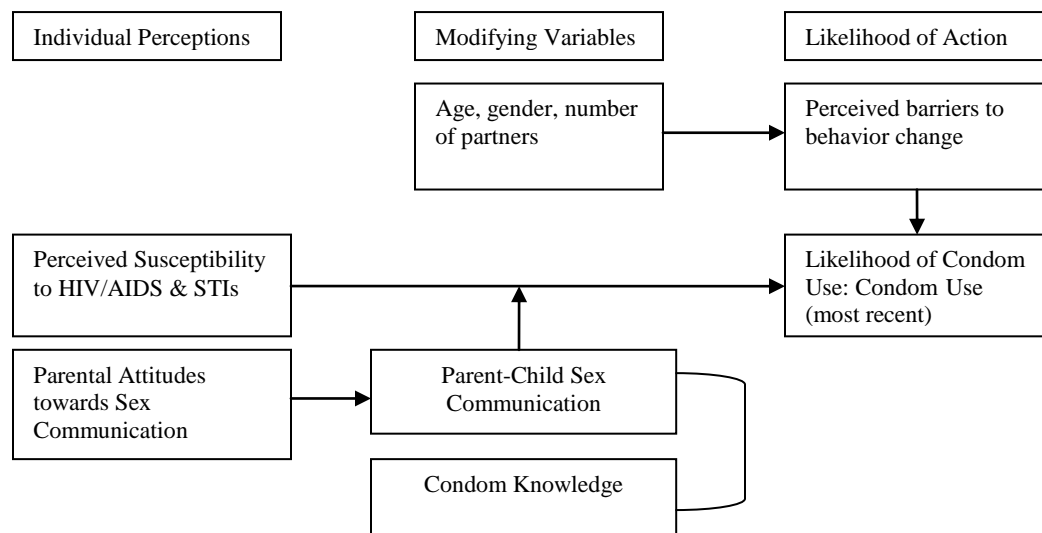 Individual Perceptions
Modifying Variables
Likelihood of Action
Age, gender, number
of partners
Perceived barriers to
behavior change
Perceived Susceptibility
to HIV/AIDS & STIs
Likelihood of Condom
Use: Condom Use
(most recent)
Parental Attitudes
towards Sex
Communication
Parent-Child Sex
Communication
Condom Knowledge